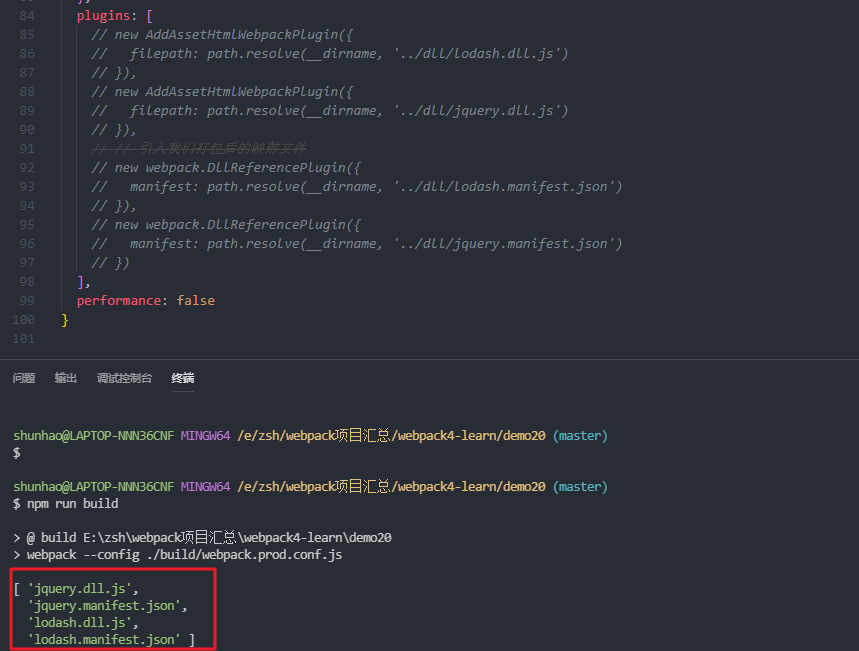 84 plugins: [
85 // new AddAssetHtmlWebpackPlugin({
86 //   filepath: path.resolve(__dirname, '../dll/lodash.dll.js')
87 // }),
88 // new AddAssetHtmlWebpackPlugin({
89 //   filepath: path.resolve(__dirname, '../dll/jquery.dll.js')
90 // }),
91 // // 引入我们打包后的映射文件
92 // new webpack.DllReferencePlugin({
93 //   manifest: path.resolve(__dirname, '../dll/lodash.manifest.json')
94 // }),
95 // new webpack.DllReferencePlugin({
96 //   manifest: path.resolve(__dirname, '../dll/jquery.manifest.json')
97 // })
98 ],
99 performance: false
100 }
101
问题 输出 调试控制台 终端
shunhao@LAPTOP-NNN36CNF MINGW64 /e/zsh/webpack项目汇总/webpack4-learn/demo20 (master)
$
shunhao@LAPTOP-NNN36CNF MINGW64 /e/zsh/webpack项目汇总/webpack4-learn/demo20 (master)
$ npm run build
> @ build E:\zsh\webpack项目汇总\webpack4-learn\demo20
> webpack --config ./build/webpack.prod.conf.js
[ 'jquery.dll.js',
'jquery.manifest.json',
'lodash.dll.js',
'lodash.manifest.json' ]